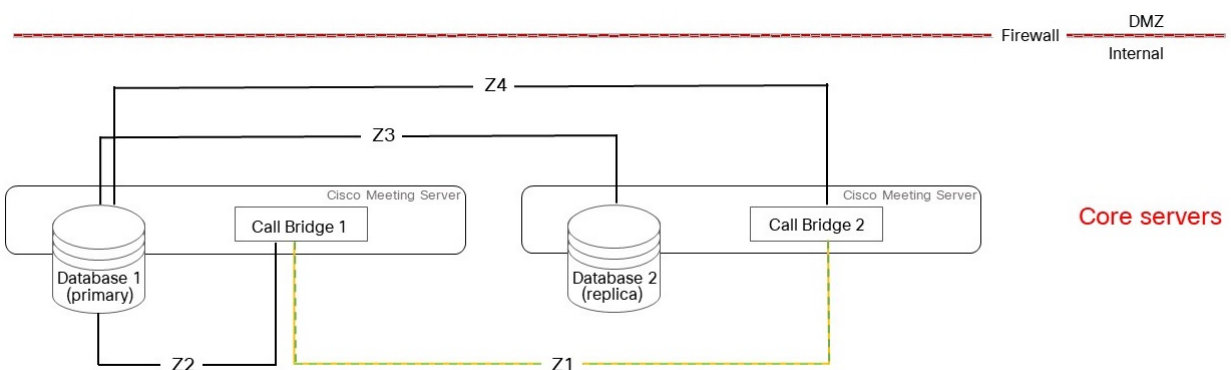 DMZ
Firewall
Internal
Z4
Z3
Cisco Meeting Server
Cisco Meeting Server
Call Bridge 1
Call Bridge 2
Core servers
Database 1
(primary)
Database 2
(replica)
Z2
Z1